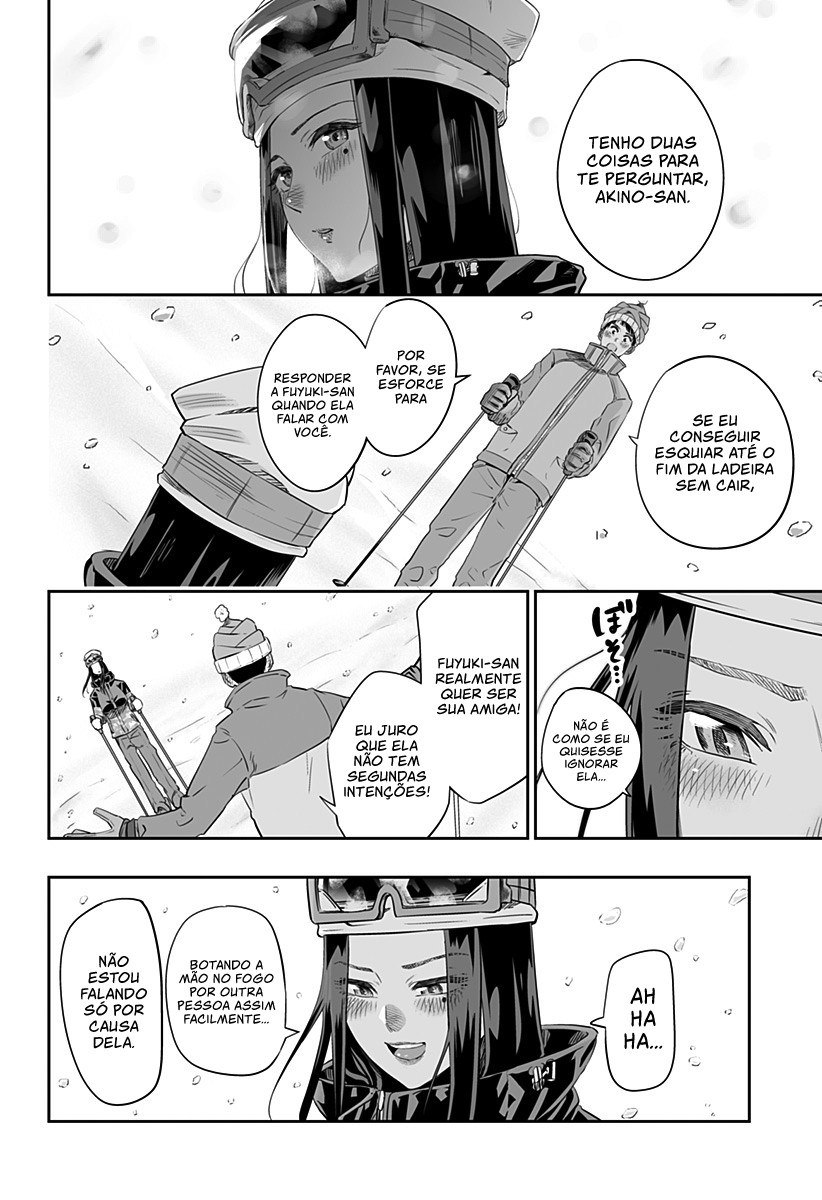 TENHO DUAS
COISAS PARA
TE PERGUNTAR,
AKINO-SAN.
SE EU
CONSEGUIR
ESQUIAR ATÉ O
FIM DA LADEIRA
SEM CAIR,
POR
FAVOR, SE
ESFORCE
PARA
RESPONDER
A FUYUKI-SAN
QUANDO ELA
FALAR COM
VOCÊ.
ぼそ…
NÃO É
COMO SE EU
QUISESSE
IGNORAR
ELA...
FUYUKI-SAN
REALMENTE
QUER SER
SUA AMIGA!
EU JURO
QUE ELA
NÃO TEM
SEGUNDAS
INTENÇÕES!
AH
HA
HA...
BOTANDO A
MÃO NO FOGO
POR OUTRA
PESSOA ASSIM
FACILMENTE...
NÃO
ESTOU
FALANDO
SÓ POR
CAUSA
DELA.